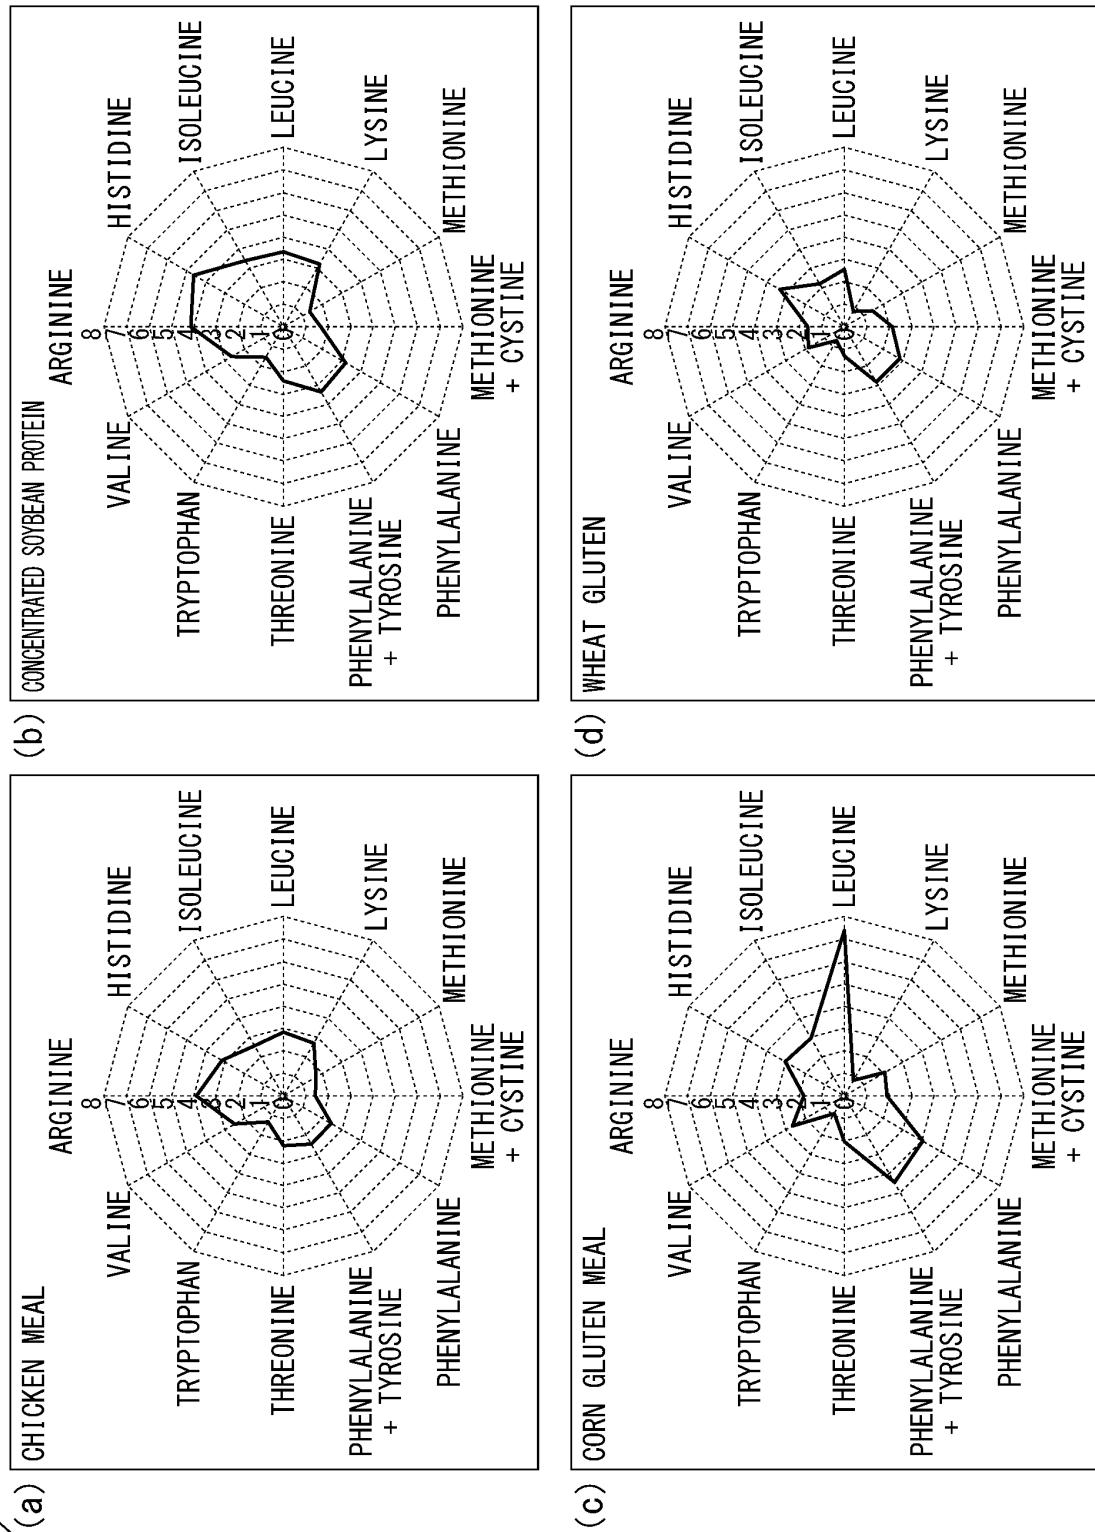 (a)
CHICKEN MEAL
ARGININE
HISTIDINE
ISOLEUCINE
LEUCINE
LYSINE
METHIONINE
METHIONINE
+ CYSTINE
PHENYLALANINE
PHENYLALANINE
+ TYROSINE
THREONINE
TRYPTOPHAN
VALINE
8
7
6
5
4
3
2
1
0
(b)
CONCENTRATED SOYBEAN PROTEIN
ARGININE
HISTIDINE
ISOLEUCINE
LEUCINE
LYSINE
METHIONINE
METHIONINE
+ CYSTINE
PHENYLALANINE
PHENYLALANINE
+ TYROSINE
THREONINE
TRYPTOPHAN
VALINE
8
7
6
5
4
3
2
1
0
(c)
CORN GLUTEN MEAL
ARGININE
HISTIDINE
ISOLEUCINE
LEUCINE
LYSINE
METHIONINE
METHIONINE
+ CYSTINE
PHENYLALANINE
PHENYLALANINE
+ TYROSINE
THREONINE
TRYPTOPHAN
VALINE
8
7
6
5
4
3
2
1
0
(d)
WHEAT GLUTEN
ARGININE
HISTIDINE
ISOLEUCINE
LEUCINE
LYSINE
METHIONINE
METHIONINE
+ CYSTINE
PHENYLALANINE
PHENYLALANINE
+ TYROSINE
THREONINE
TRYPTOPHAN
VALINE
8
7
6
5
4
3
2
1
0